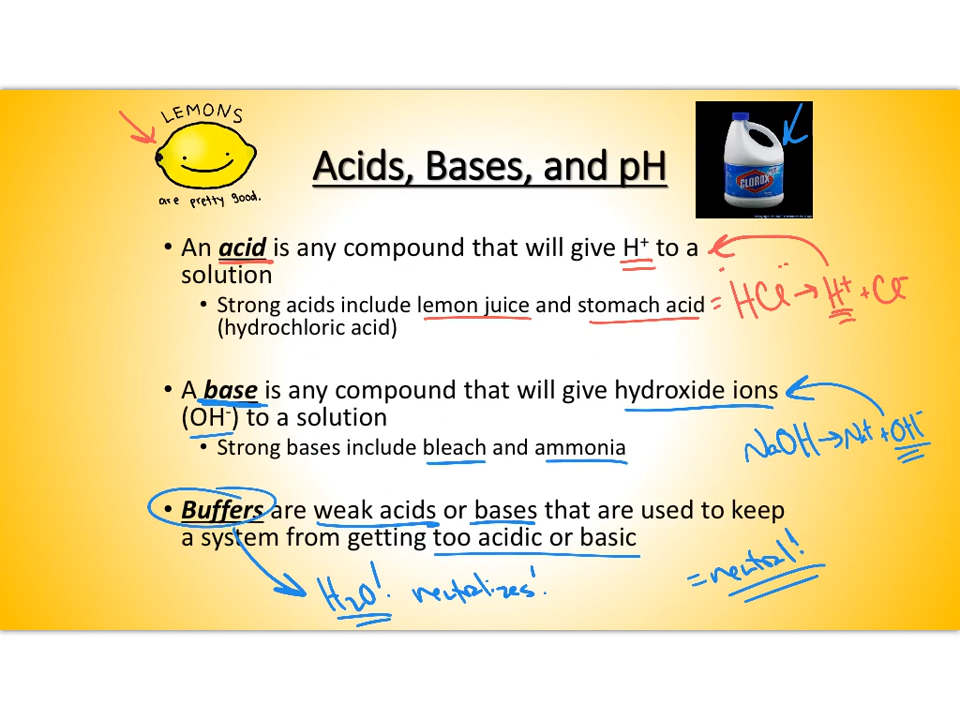 LEMONS
are pretty good.
CLOROX
Acids, Bases, and pH
• An acid is any compound that will give H⁺ to a
solution
• Strong acids include lemon juice and stomach acid
(hydrochloric acid)
= HCl → H⁺ + Cl⁻
• A base is any compound that will give hydroxide ions
(OH⁻) to a solution
• Strong bases include bleach and ammonia
NaOH → Na⁺ + OH⁻
• Buffers are weak acids or bases that are used to keep
a system from getting too acidic or basic
H₂O! neutralizes!
= neutral!